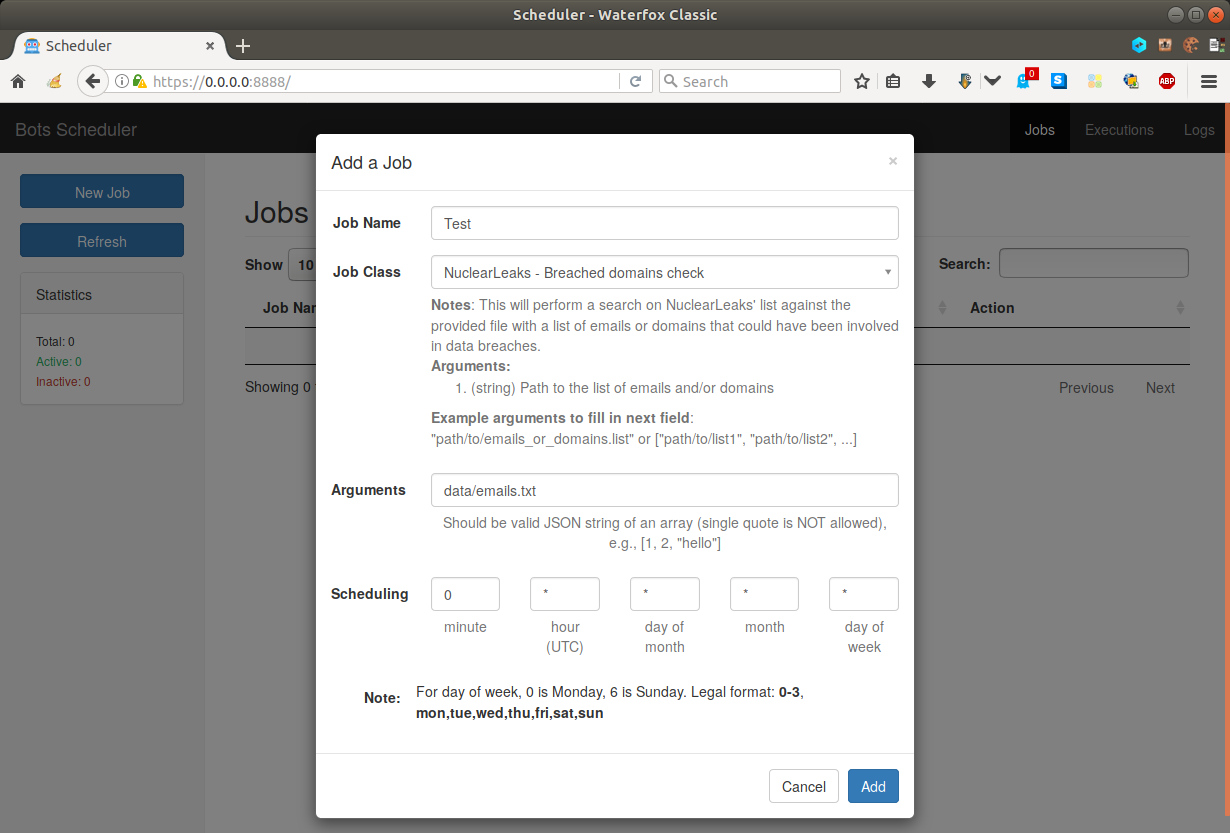 Scheduler - Waterfox Classic
Scheduler
https://0.0.0.0:8888/
Search
0
S
ABP
Bots Scheduler
Jobs
Executions
Logs
New Job
Refresh
Statistics
Total: 0
Active: 0
Inactive: 0
Jobs
Show 10
Search:
Job Nam
Action
Showing 0
Previous
Next
Add a Job
×
Job Name
Test
Job Class
NuclearLeaks - Breached domains check
Notes: This will perform a search on NuclearLeaks' list against the
provided file with a list of emails or domains that could have been involved
in data breaches.
Arguments:
1. (string) Path to the list of emails and/or domains
Example arguments to fill in next field:
"path/to/emails_or_domains.list" or ["path/to/list1", "path/to/list2", ...]
Arguments
data/emails.txt
Should be valid JSON string of an array (single quote is NOT allowed),
e.g., [1, 2, "hello"]
Scheduling
0
*
*
*
*
minute
hour
(UTC)
day of
month
month
day of
week
Note:
For day of week, 0 is Monday, 6 is Sunday. Legal format: 0-3,
mon,tue,wed,thu,fri,sat,sun
Cancel
Add